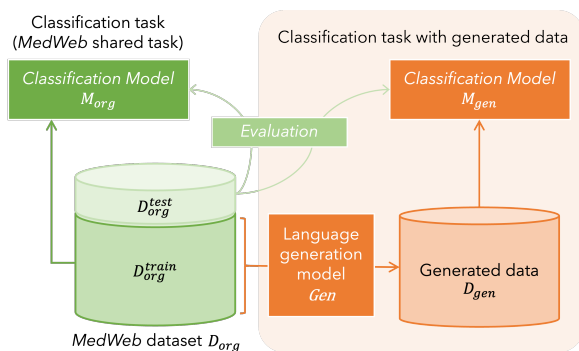 Classification task
(MedWeb shared task)
Classification Model
M_org
Classification task with generated data
Classification Model
M_gen
Evaluation
D_org^test
D_org^train
Language
generation
model
Gen
Generated data
D_gen
MedWeb dataset D_org